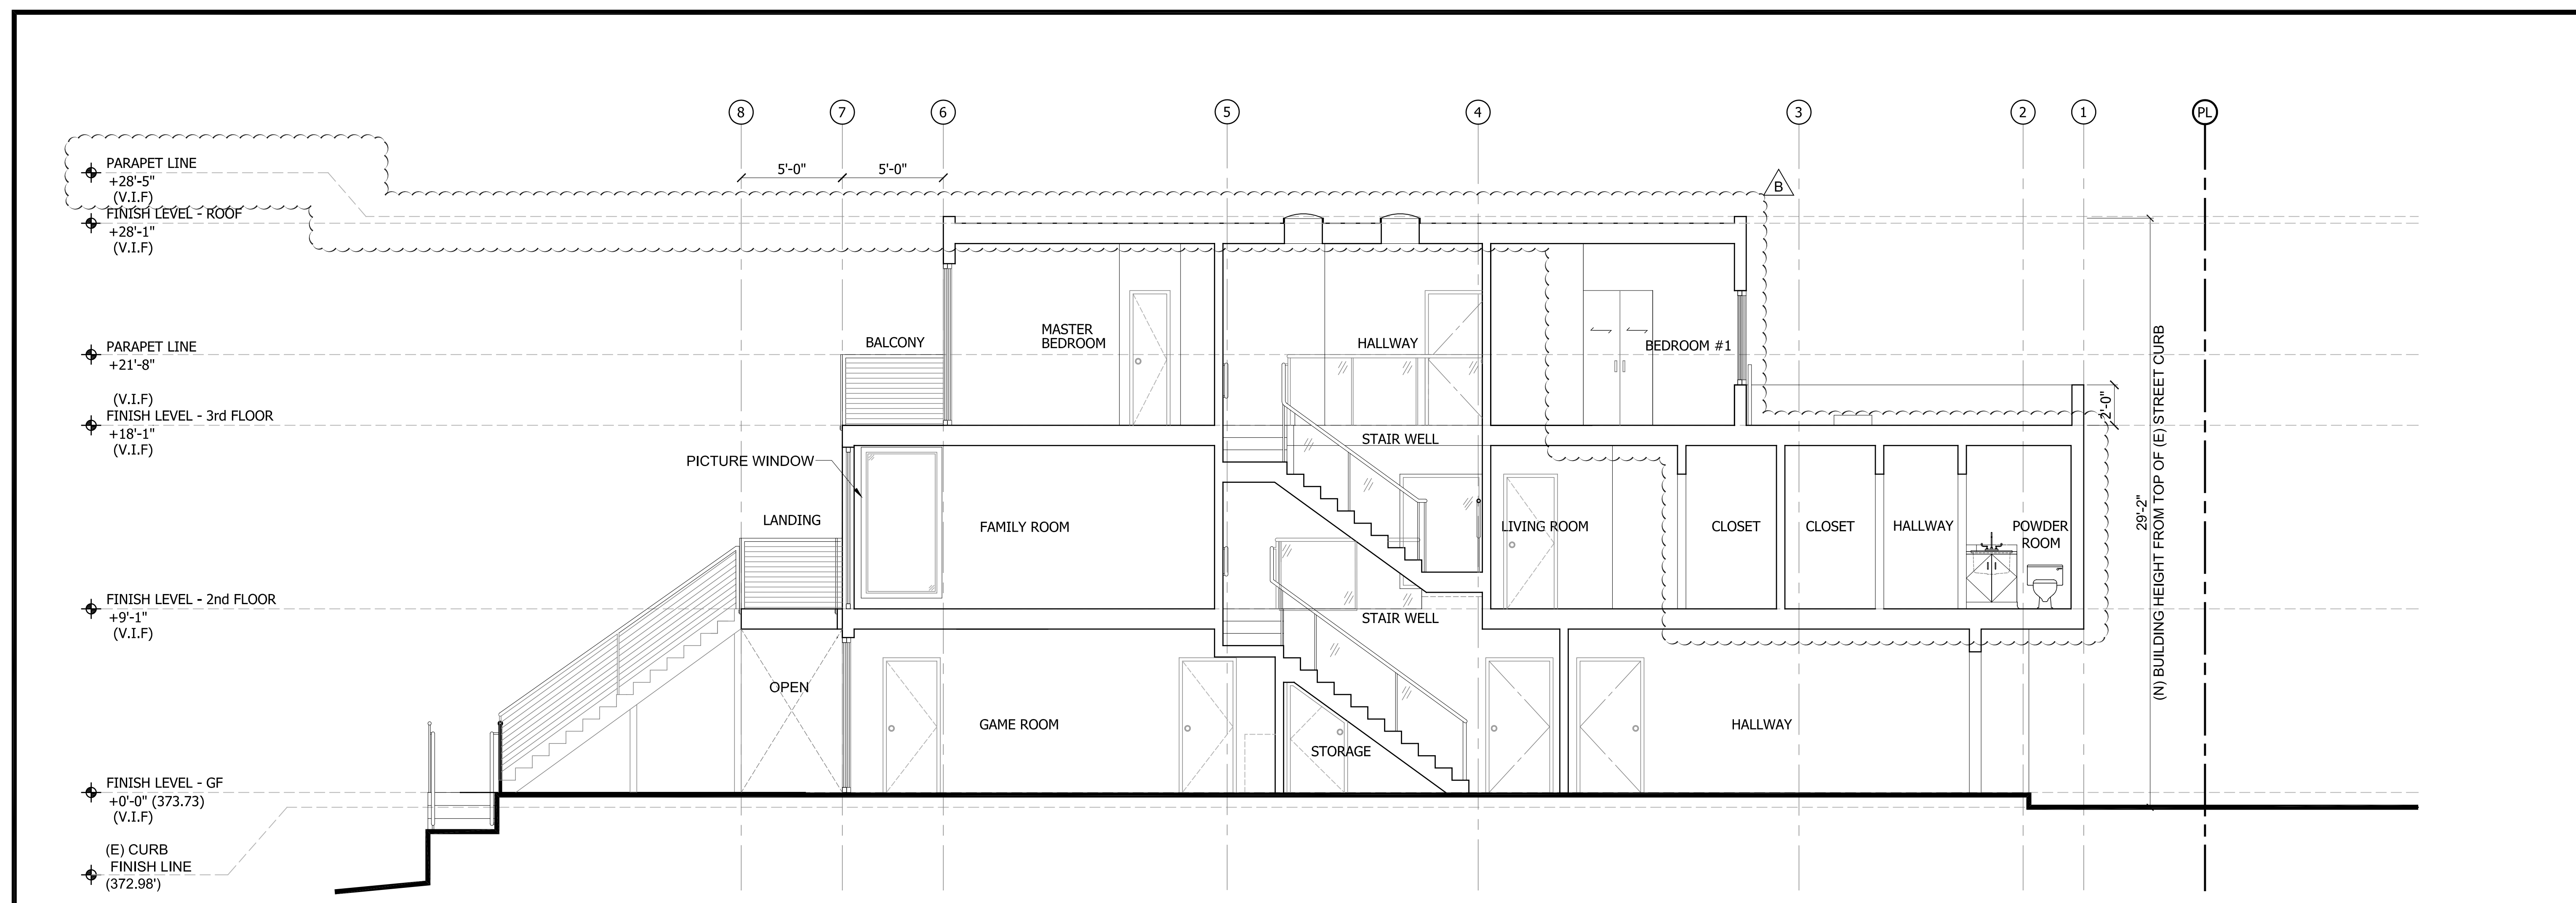 8
7
6
5
4
3
2
1
PL
5'-0"
5'-0"
B
PARAPET LINE
+28'-5"
(V.I.F)
FINISH LEVEL - ROOF
+28'-1"
(V.I.F)
PARAPET LINE
+21'-8"
(V.I.F)
FINISH LEVEL - 3rd FLOOR
+18'-1"
(V.I.F)
FINISH LEVEL - 2nd FLOOR
+9'-1"
(V.I.F)
FINISH LEVEL - GF
+0'-0" (373.73)
(V.I.F)
(E) CURB
FINISH LINE
(372.98')
BALCONY
MASTER
BEDROOM
HALLWAY
BEDROOM #1
2'-0"
STAIR WELL
PICTURE WINDOW
LANDING
FAMILY ROOM
LIVING ROOM
CLOSET
CLOSET
HALLWAY
POWDER
ROOM
STAIR WELL
OPEN
GAME ROOM
STORAGE
HALLWAY
29'-2"
(N) BUILDING HEIGHT FROM TOP OF (E) STREET CURB